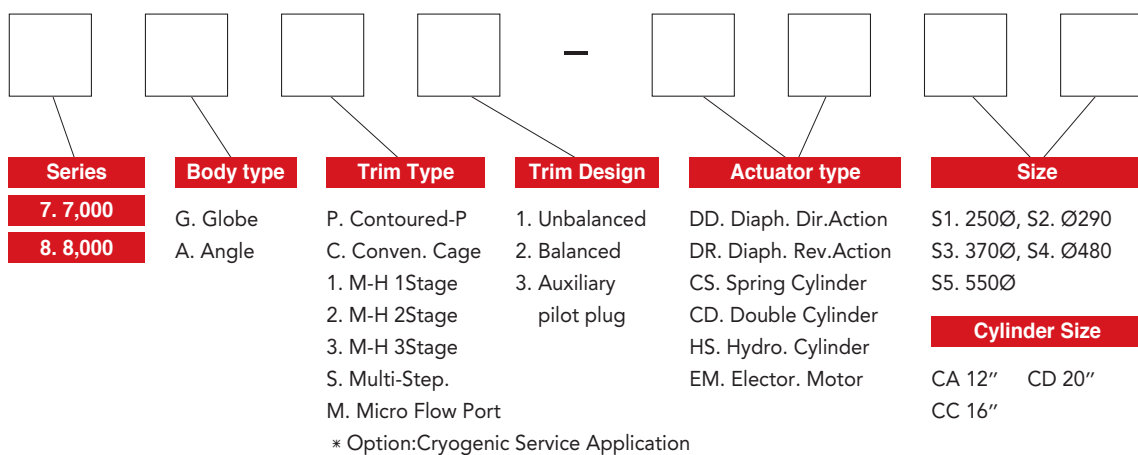 –
Series
7. 7,000
8. 8,000
Body type
G. Globe
A. Angle
Trim Type
P. Contoured-P
C. Conven. Cage
1. M-H 1Stage
2. M-H 2Stage
3. M-H 3Stage
S. Multi-Step.
M. Micro Flow Port
* Option:Cryogenic Service Application
Trim Design
1. Unbalanced
2. Balanced
3. Auxiliary
pilot plug
Actuator type
DD. Diaph. Dir.Action
DR. Diaph. Rev.Action
CS. Spring Cylinder
CD. Double Cylinder
HS. Hydro. Cylinder
EM. Elector. Motor
Size
S1. 250Ø, S2. Ø290
S3. 370Ø, S4. Ø480
S5. 550Ø
Cylinder Size
CA 12″ CD 20″
CC 16″